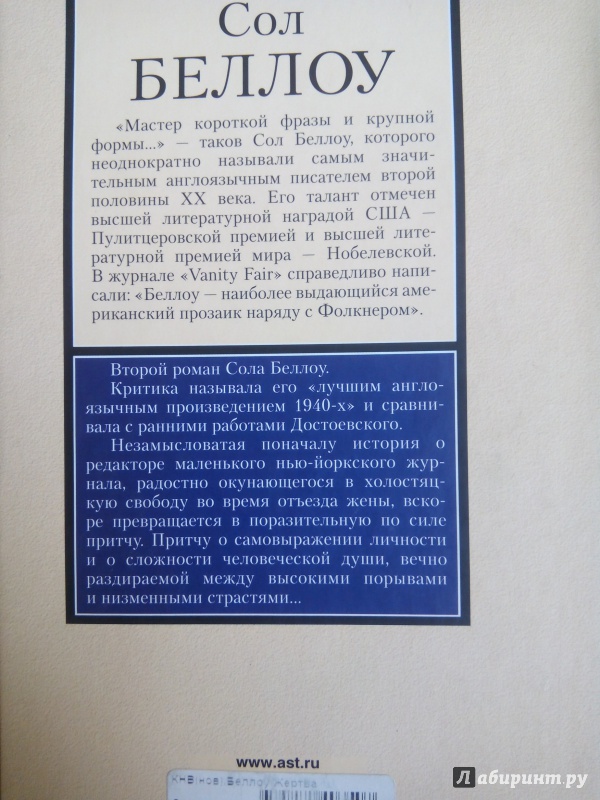 Сол
БЕЛЛОУ
«Мастер короткой фразы и крупной
формы...» — таков Сол Беллоу, которого
неоднократно называли самым значи-
тельным англоязычным писателем второй
половины XX века. Его талант отмечен
высшей литературной наградой США —
Пулитцеровской премией и высшей лите-
ратурной премией мира — Нобелевской.
В журнале «Vanity Fair» справедливо напи-
сали: «Беллоу — наиболее выдающийся аме-
риканский прозаик наряду с Фолкнером».
Второй роман Сола Беллоу.
Критика называла его «лучшим англо-
язычным произведением 1940-х» и сравни-
вала с ранними работами Достоевского.
Незамысловатая поначалу история о
редакторе маленького нью-йоркского жур-
нала, радостно окунающегося в холостяц-
кую свободу во время отъезда жены, вско-
ре превращается в поразительную по силе
притчу. Притчу о самовыражении личности
и о сложности человеческой души, вечно
раздираемой между высокими порывами
и низменными страстями...
www.ast.ru
Беллоу Жертва
Лабиринт.ру